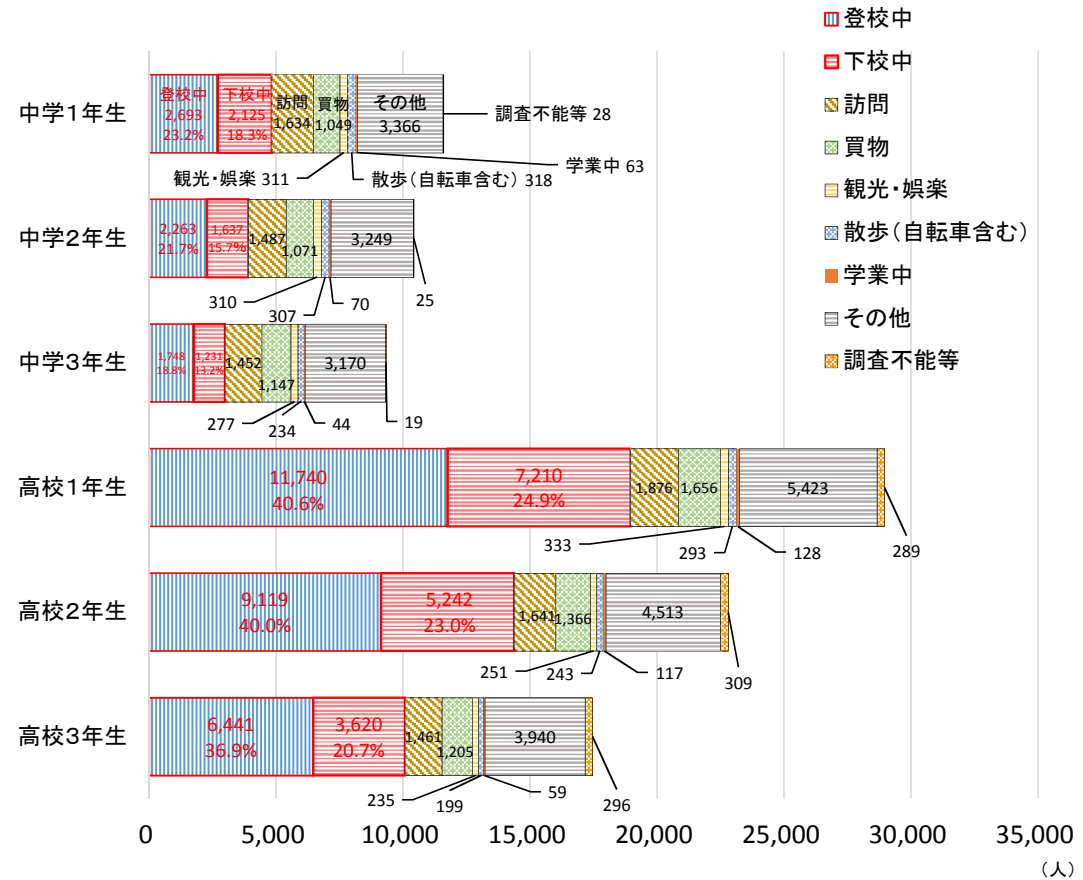 登校中
下校中
訪問
買物
観光・娯楽
散歩(自転車含む)
学業中
その他
調査不能等
中学1年生
登校中
2,693
23.2%
下校中
2,125
18.3%
訪問
1,634
買物
1,049
その他
3,366
調査不能等 28
学業中 63
観光・娯楽 311
散歩(自転車含む) 318
中学2年生
2,263
21.7%
1,637
15.7%
1,487
1,071
3,249
310
307
70
25
中学3年生
1,748
18.8%
1,231
13.2%
1,452
1,147
3,170
277
234
44
19
高校1年生
11,740
40.6%
7,210
24.9%
1,876
1,656
5,423
333
293
128
289
高校2年生
9,119
40.0%
5,242
23.0%
1,641
1,366
4,513
251
243
117
309
高校3年生
6,441
36.9%
3,620
20.7%
1,461
1,205
3,940
235
199
59
296
0 5,000 10,000 15,000 20,000 25,000 30,000 35,000
(人)